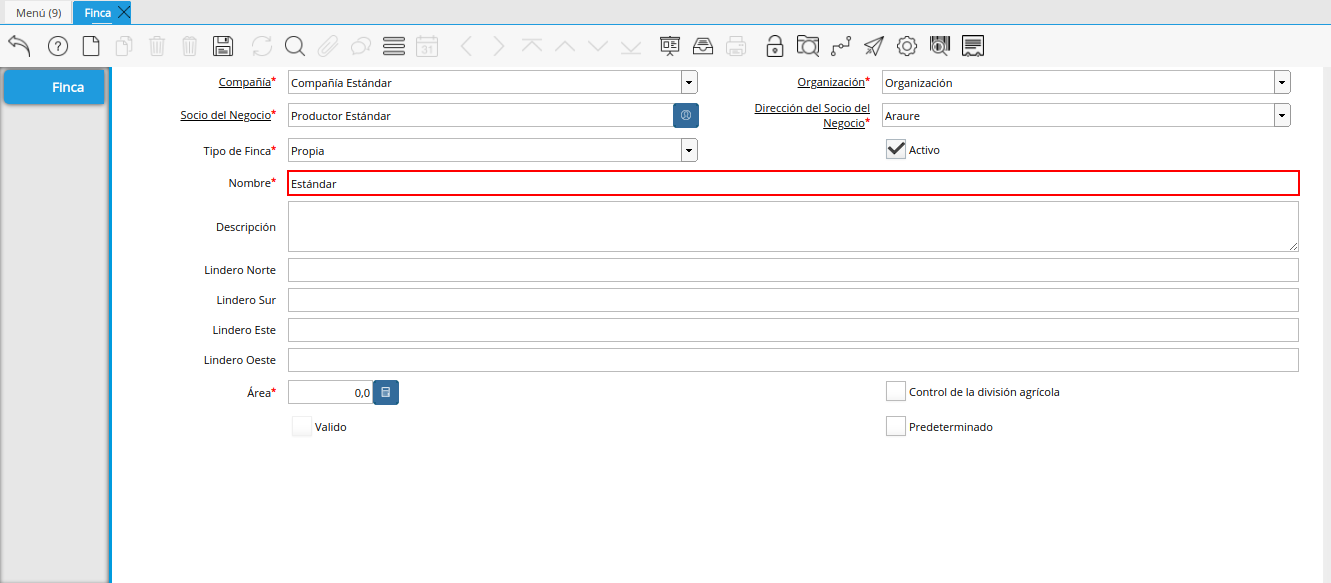 Menú (9)
Finca
31
Finca
Compañía* Compañía Estándar
Organización* Organización
Socio del Negocio* Productor Estándar
Dirección del Socio del
Negocio* Araure
Tipo de Finca* Propia
Activo
Nombre* Estándar
Descripción
Lindero Norte
Lindero Sur
Lindero Este
Lindero Oeste
Área* 0,0
Control de la división agrícola
Valido
Predeterminado